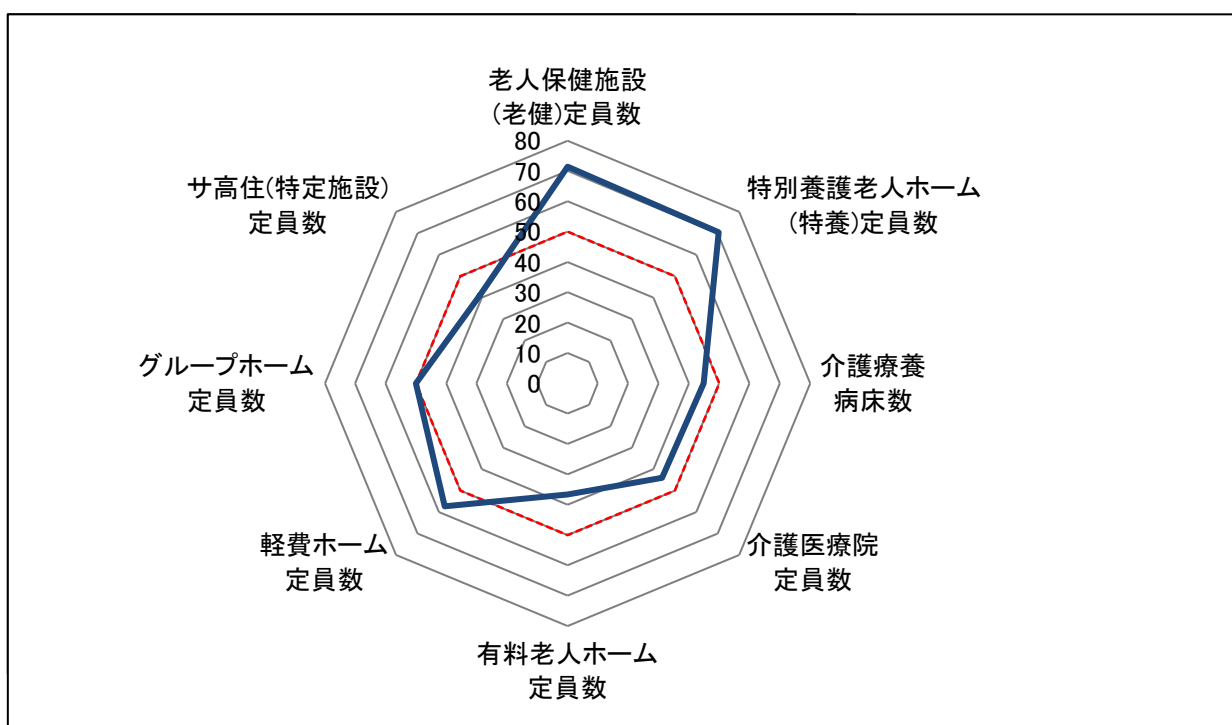 老人保健施設
(老健)定員数
特別養護老人ホーム
(特養)定員数
介護療養
病床数
介護医療院
定員数
有料老人ホーム
定員数
軽費ホーム
定員数
グループホーム
定員数
サ高住(特定施設)
定員数
80
70
60
50
40
30
20
10
0